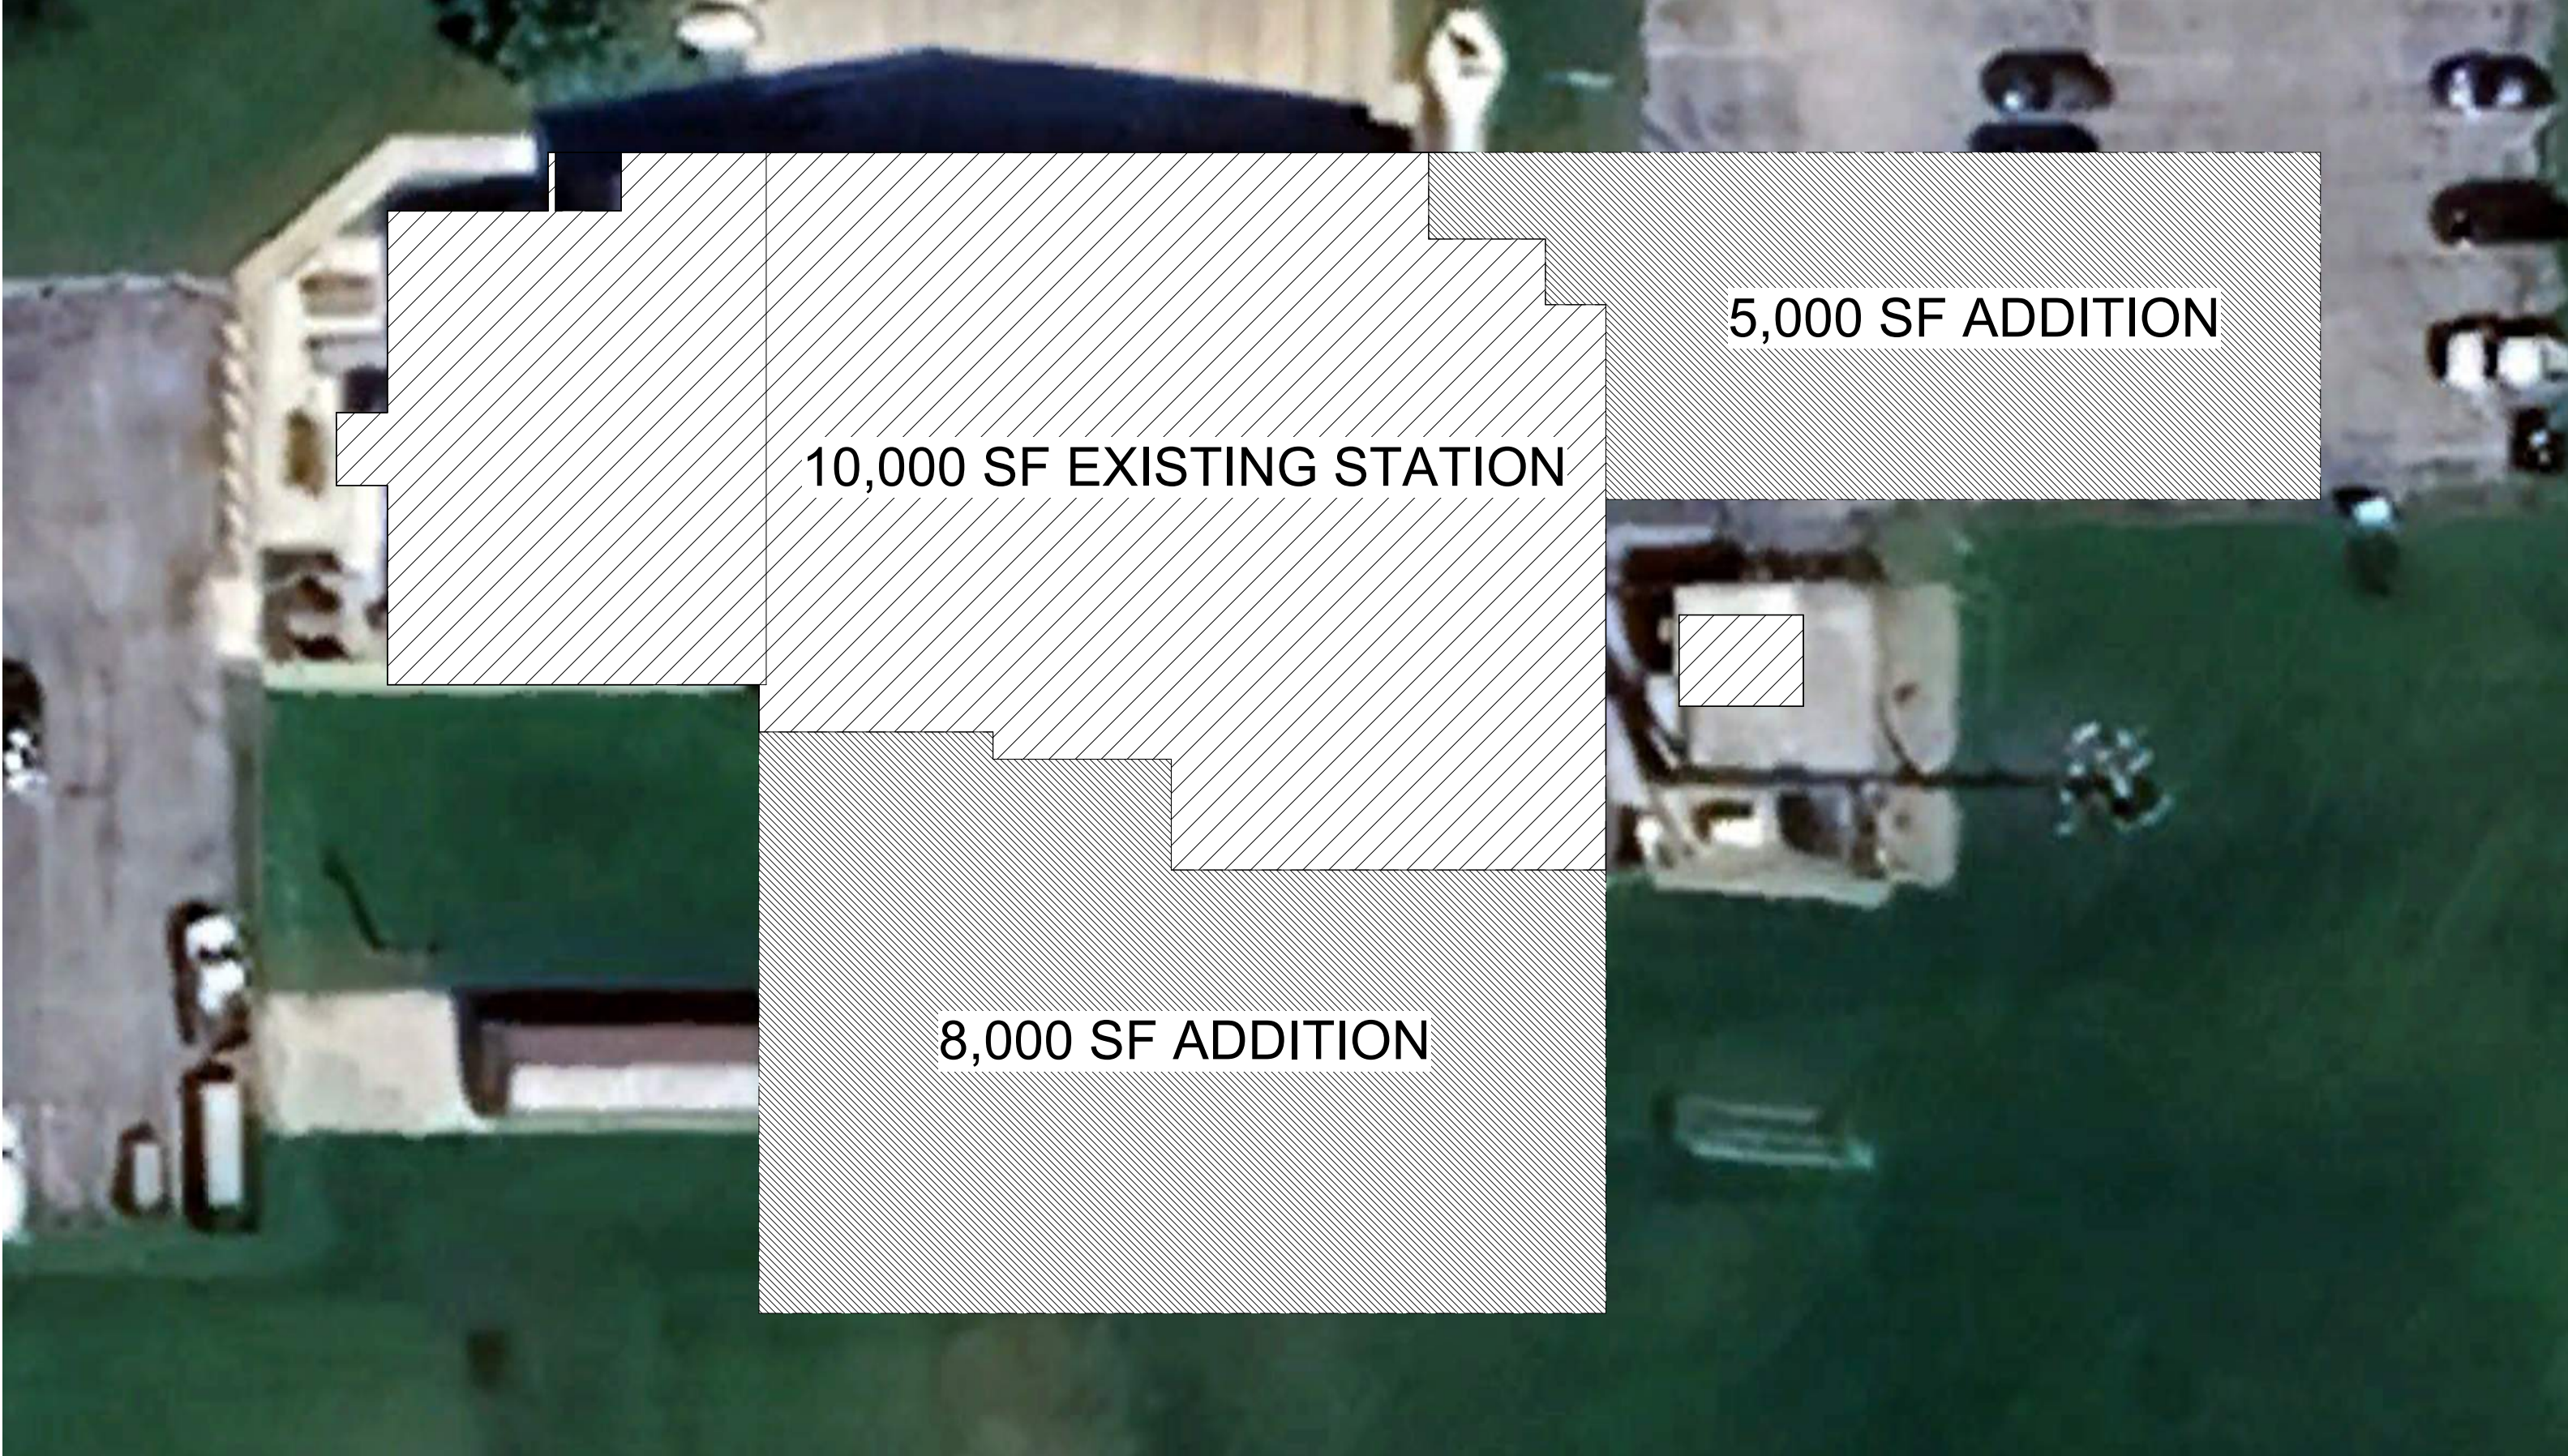 5,000 SF ADDITION
10,000 SF EXISTING STATION
8,000 SF ADDITION